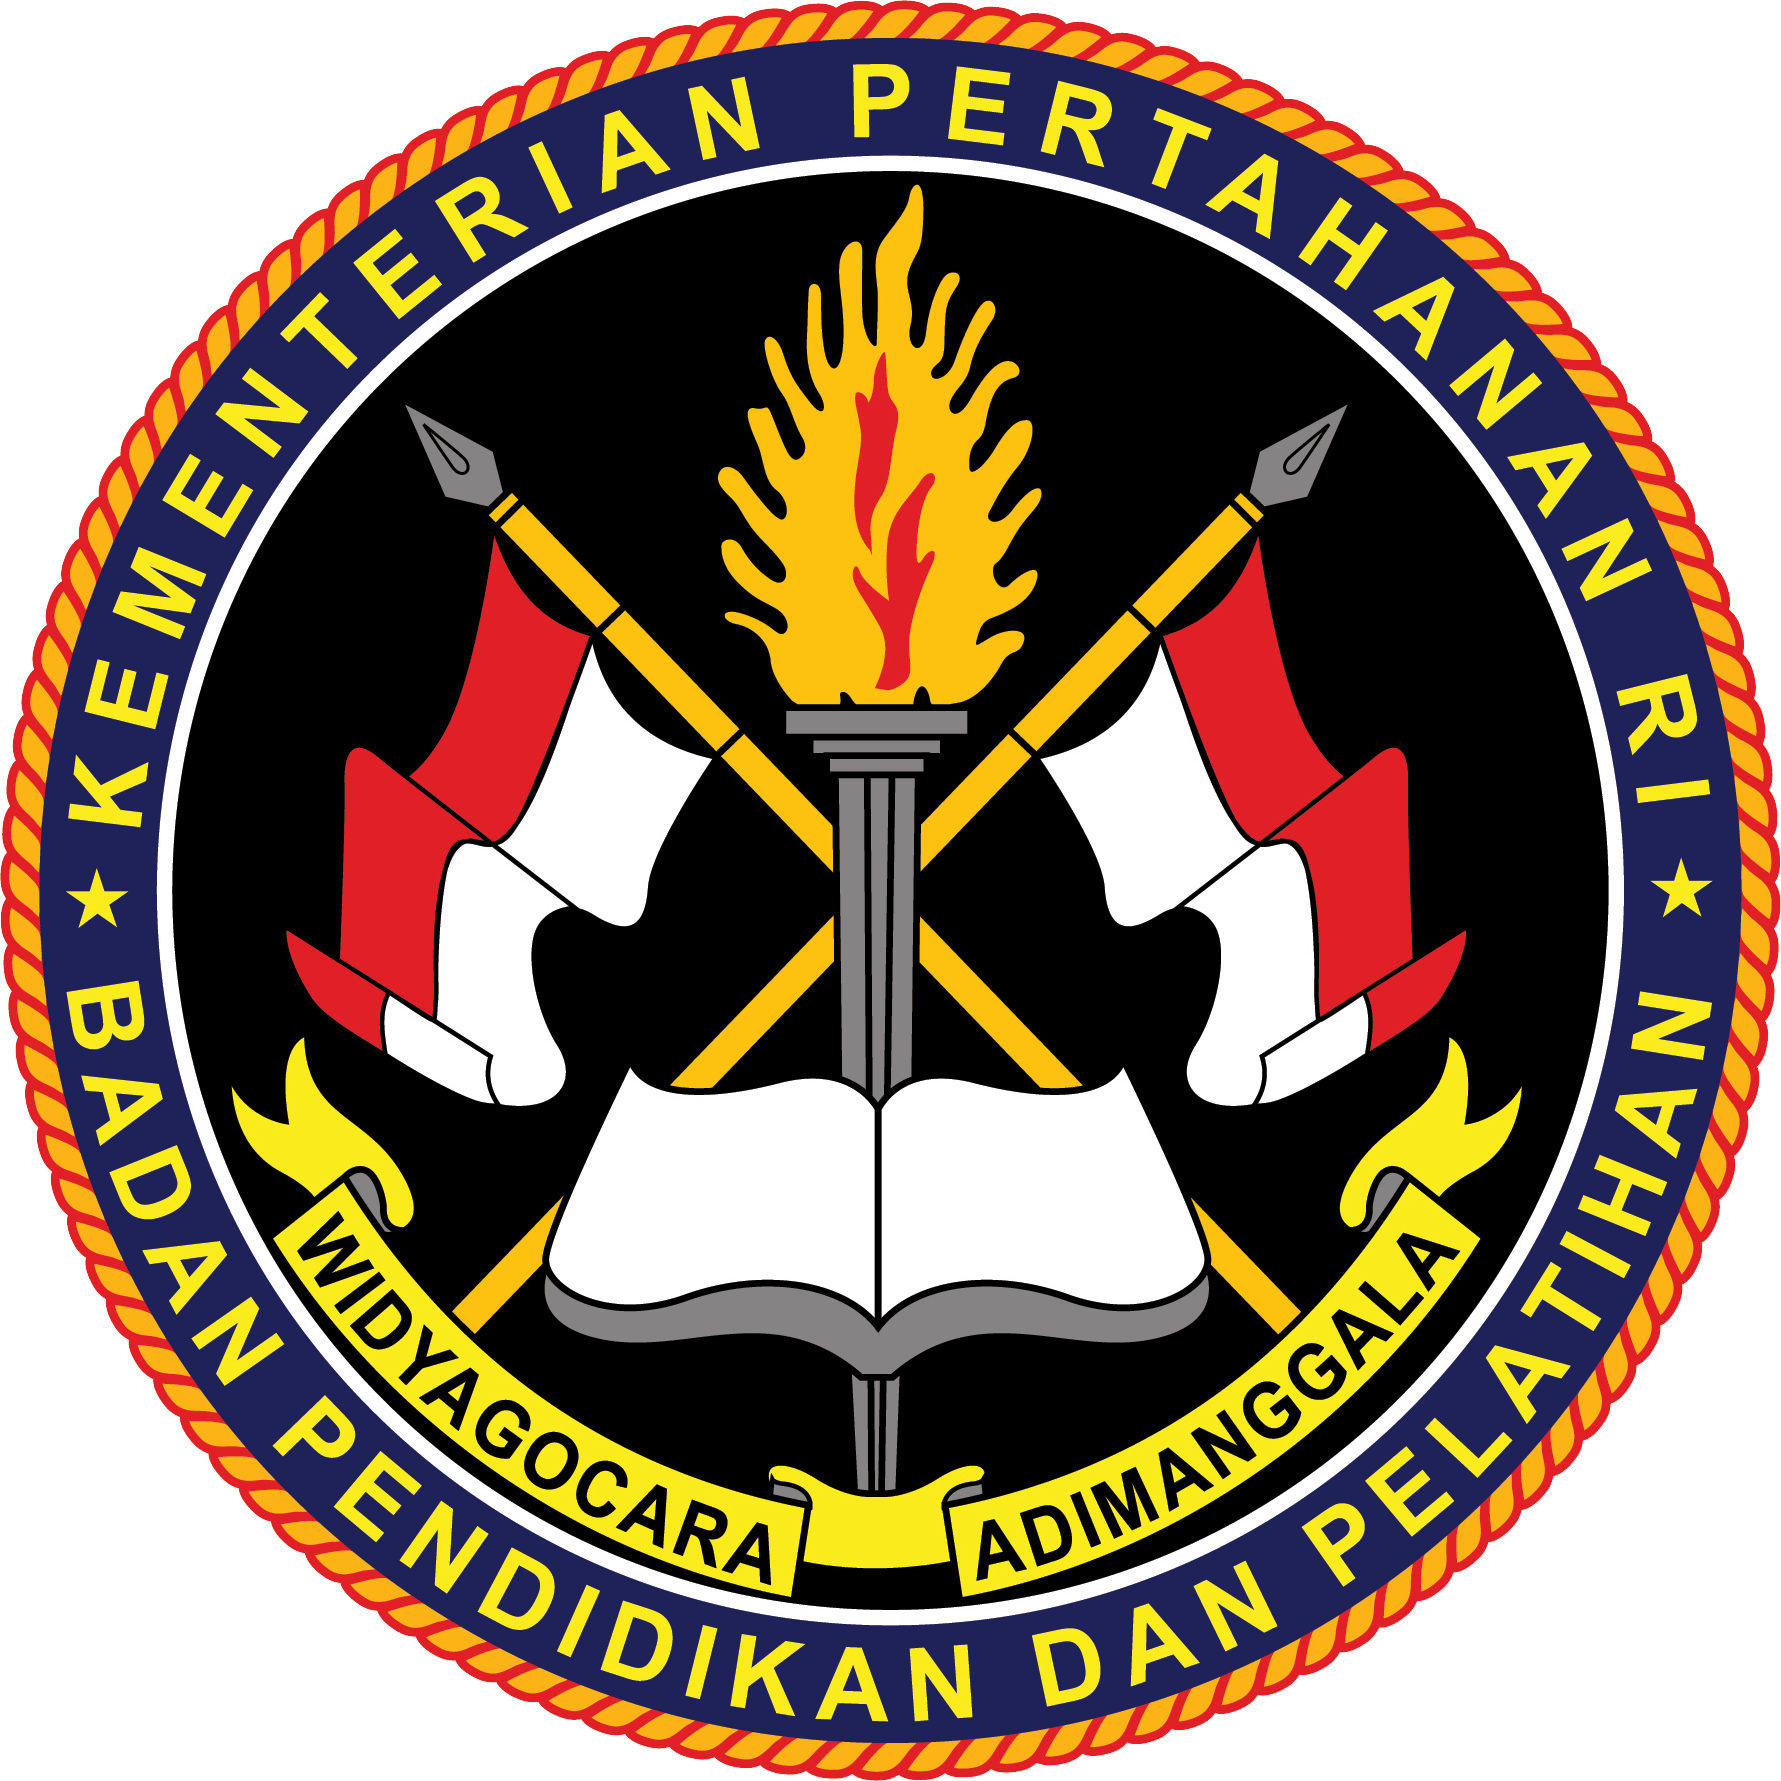 KEMENTERIAN PERTAHANAN RI
BADAN PENDIDIKAN DAN PELATIHAN
WIDYAGOCARA ADIMANGGALA